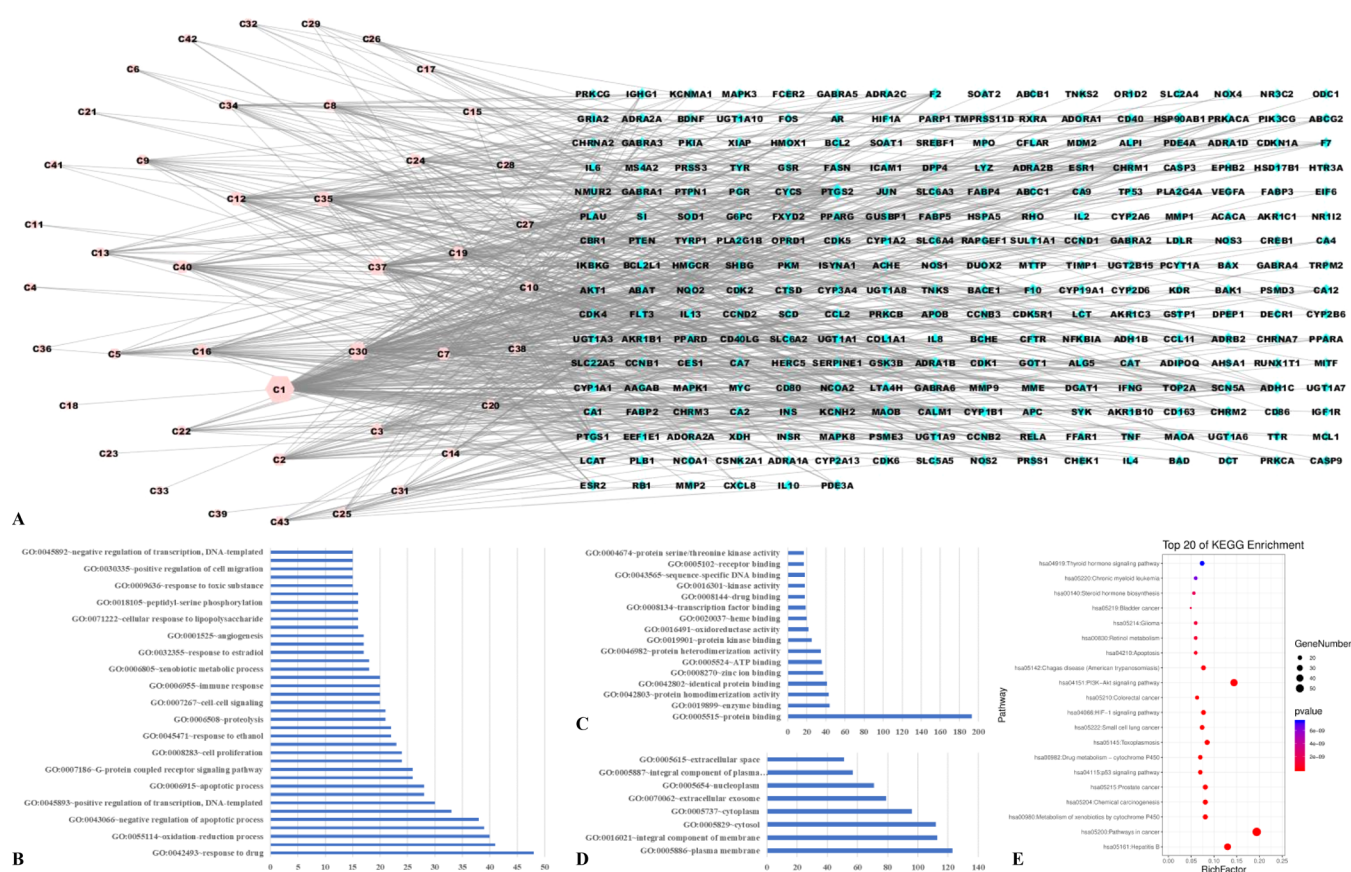 C32 C29
C42 C26
C6 C17
C21 C34 C8 C15
C41 C9 C24 C28
C12 C35
C11 C27
C13 C19
C40 C37
C4 C10
C36 C5 C16 C30 C7 C38
C1
C18 C20
C22 C3
C23 C2 C14
C33 C31
C39 C43 C25
PRKCG IGHG1 KCNMA1 MAPK3 FCER2 GABRA5 ADRA2C F2 SOAT2 ABCB1 TNKS2 OR1D2 SLC2A4 NOX4 NR3C2 ODC1
GRIA2 ADRA2A BDNF UGT1A10 FOS AR HIF1A PARP1 TMPRSS11D RXRA ADORA1 CD40 HSP90AB1 PRKACA PIK3CG ABCG2
CHRNA2 GABRA3 PKIA XIAP HMOX1 BCL2 SOAT1 SREBF1 MPO CFLAR MDM2 ALPI PDE4A ADRA1D CDKN1A F7
IL6 MS4A2 PRSS3 TYR GSR FASN ICAM1 DPP4 LYZ ADRA2B ESR1 CHRM1 CASP3 EPHB2 HSD17B1 HTR3A
NMUR2 GABRA1 PTPN1 PGR CYCS PTGS2 JUN SLC6A3 FABP4 ABCC1 CA9 TP53 PLA2G4A VEGFA FABP3 EIF6
PLAU SI SOD1 G6PC FXYD2 PPARG GUSBP1 FABP5 HSPA5 RHO IL2 CYP2A6 MMP1 ACACA AKR1C1 NR1I2
CBR1 PTEN TYRP1 PLA2G1B OPRD1 CDK5 CYP1A2 SLC6A4 RAPGEF1 SULT1A1 CCND1 GABRA2 LDLR NOS3 CREB1 CA4
IKBKG BCL2L1 HMGCR SHBG PKM ISYNA1 ACHE NOS1 DUOX2 MTTP TIMP1 UGT2B15 PCYT1A BAX GABRA4 TRPM2
AKT1 ABAT NQO2 CDK2 CTSD CYP3A4 UGT1A8 TNKS BACE1 F10 CYP19A1 CYP2D6 KDR BAK1 PSMD3 CA12
CDK4 FLT3 IL13 CCND2 SCD CCL2 PRKCB APOB CCNB3 CDK5R1 LCT AKR1C3 GSTP1 DPEP1 DECR1 CYP2B6
UGT1A3 AKR1B1 PPARD CD40LG SLC6A2 UGT1A1 COL1A1 IL8 BCHE CFTR NFKBIA ADH1B CCL11 ADRB2 CHRNA7 PPARA
SLC22A5 CCNB1 CES1 CA7 HERC5 SERPINE1 GSK3B ADRA1B CDK1 GOT1 ALG5 CAT ADIPOQ AHSA1 RUNX1T1 MITF
CYP1A1 AAGAB MAPK1 MYC CD80 NCOA2 LTA4H GABRA6 MMP9 MME DGAT1 IFNG TOP2A SCN5A ADH1C UGT1A7
CA1 FABP2 CHRM3 CA2 INS KCNH2 MAOB CALM1 CYP1B1 APC SYK AKR1B10 CD163 CHRM2 CD86 IGF1R
PTGS1 EEF1E1 ADORA2A XDH INSR MAPK8 PSME3 UGT1A9 CCNB2 RELA FFAR1 TNF MAOA UGT1A6 TTR MCL1
LCAT PLB1 NCOA1 CSNK2A1 ADRA1A CYP2A13 CDK6 SLC5A5 NOS2 PRSS1 CHEK1 IL4 BAD DCT PRKCA CASP9
ESR2 RB1 MMP2 CXCL8 IL10 PDE3A
A
GO:0045892~negative regulation of transcription, DNA-templated
GO:0030335~positive regulation of cell migration
GO:0009636~response to toxic substance
GO:0018105~peptidyl-serine phosphorylation
GO:0071222~cellular response to lipopolysaccharide
GO:0001525~angiogenesis
GO:0032355~response to estradiol
GO:0006805~xenobiotic metabolic process
GO:0006955~immune response
GO:0007267~cell-cell signaling
GO:0006508~proteolysis
GO:0045471~response to ethanol
GO:0008283~cell proliferation
GO:0007186~G-protein coupled receptor signaling pathway
GO:0006915~apoptotic process
GO:0045893~positive regulation of transcription, DNA-templated
GO:0043066~negative regulation of apoptotic process
GO:0055114~oxidation-reduction process
GO:0042493~response to drug
0 5 10 15 20 25 30 35 40 45 50
B
GO:0004674~protein serine/threonine kinase activity
GO:0005102~receptor binding
GO:0043565~sequence-specific DNA binding
GO:0016301~kinase activity
GO:0008144~drug binding
GO:0008134~transcription factor binding
GO:0020037~heme binding
GO:0016491~oxidoreductase activity
GO:0019901~protein kinase binding
GO:0046982~protein heterodimerization activity
GO:0005524~ATP binding
GO:0008270~zinc ion binding
GO:0042802~identical protein binding
GO:0042803~protein homodimerization activity
GO:0019899~enzyme binding
GO:0005515~protein binding
0 20 40 60 80 100 120 140 160 180 200
C
GO:0005615~extracellular space
GO:0005887~integral component of plasma...
GO:0005654~nucleoplasm
GO:0070062~extracellular exosome
GO:0005737~cytoplasm
GO:0005829~cytosol
GO:0016021~integral component of membrane
GO:0005886~plasma membrane
0 20 40 60 80 100 120 140
D
Top 20 of KEGG Enrichment
Pathway
hsa04919:Thyroid hormone signaling pathway
hsa05220:Chronic myeloid leukemia
hsa00140:Steroid hormone biosynthesis
hsa05219:Bladder cancer
hsa05214:Glioma
hsa00830:Retinol metabolism
hsa04210:Apoptosis
hsa05142:Chagas disease (American trypanosomiasis)
hsa04151:PI3K-Akt signaling pathway
hsa05210:Colorectal cancer
hsa04066:HIF-1 signaling pathway
hsa05222:Small cell lung cancer
hsa05145:Toxoplasmosis
hsa00982:Drug metabolism - cytochrome P450
hsa04115:p53 signaling pathway
hsa05215:Prostate cancer
hsa05204:Chemical carcinogenesis
hsa00980:Metabolism of xenobiotics by cytochrome P450
hsa05200:Pathways in cancer
hsa05161:Hepatitis B
0.00 0.05 0.10 0.15 0.20 0.25
RichFactor
GeneNumber
20
30
40
50
pvalue
6e-09
4e-09
2e-09
E